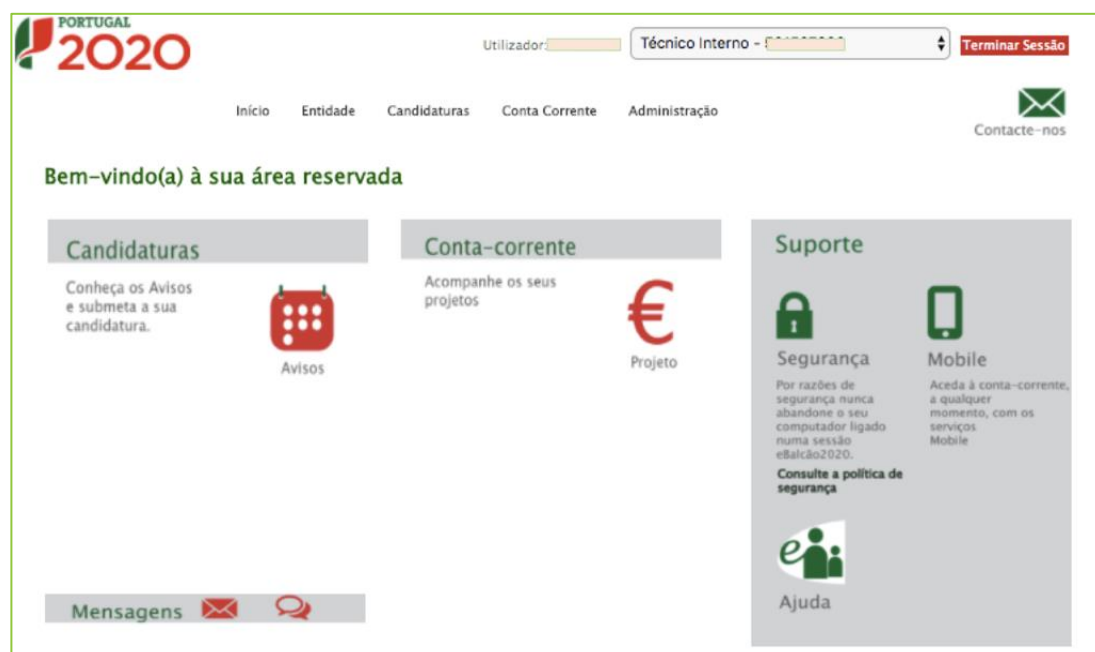 PORTUGAL
2020
Utilizador:
Técnico Interno -
Terminar Sessão
Início Entidade Candidaturas Conta Corrente Administração
Contacte-nos
Bem-vindo(a) à sua área reservada
Candidaturas
Conheça os Avisos
e submeta a sua
candidatura.
Avisos
Conta-corrente
Acompanhe os seus
projetos
€
Projeto
Suporte
Segurança
Por razões de
segurança nunca
abandone o seu
computador ligado
numa sessão
eBalcão2020.
Consulte a política de
segurança
Mobile
Aceda à conta-corrente,
a qualquer
momento, com os
serviços
Mobile
e
Ajuda
Mensagens